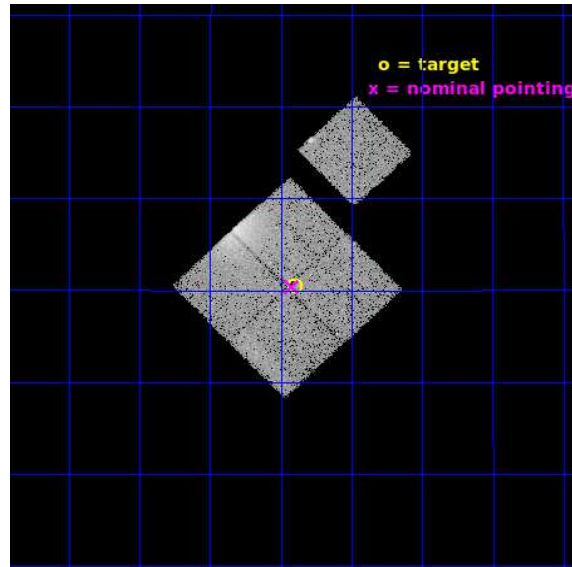 o = target
x = nominal pointing